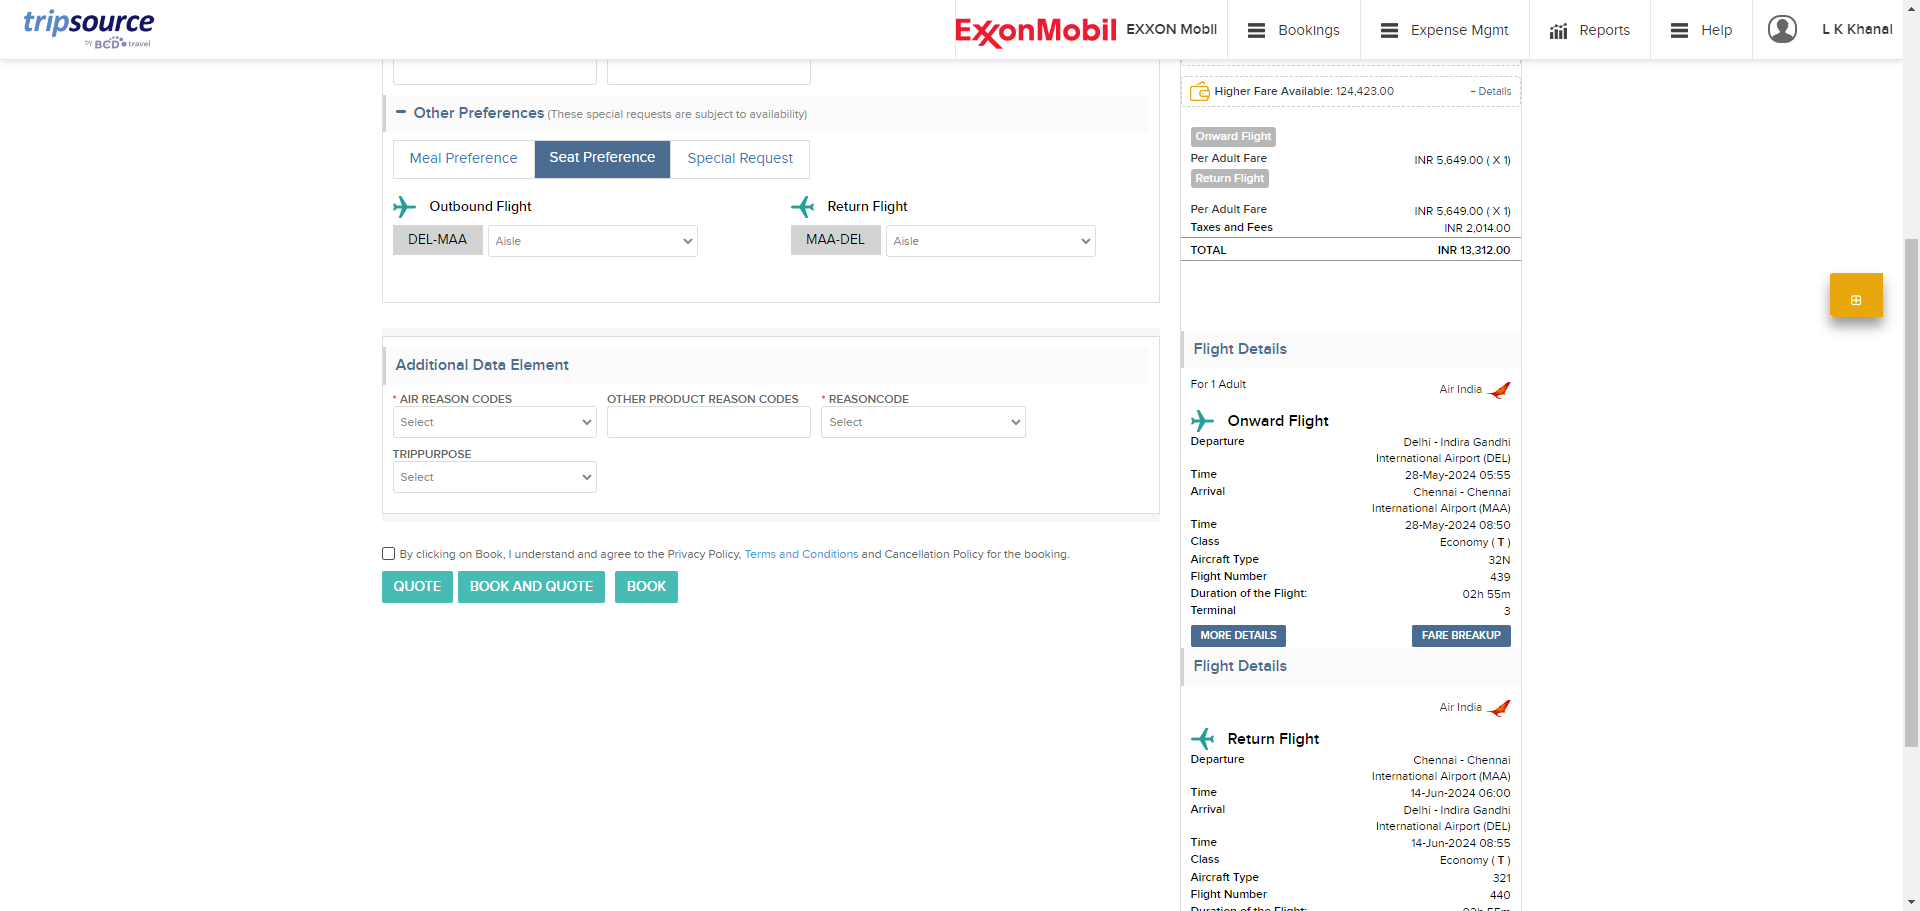 tripsource
by BCD travel
ExxonMobil
EXXON Mobil
Bookings
Expense Mgmt
Reports
Help
L K Khanal
− Other Preferences (These special requests are subject to availability)
Meal Preference
Seat Preference
Special Request
Outbound Flight
DEL-MAA
Aisle
Return Flight
MAA-DEL
Aisle
Additional Data Element
* AIR REASON CODES
Select
OTHER PRODUCT REASON CODES
* REASONCODE
Select
TRIPPURPOSE
Select
By clicking on Book, I understand and agree to the Privacy Policy, Terms and Conditions and Cancellation Policy for the booking.
QUOTE
BOOK AND QUOTE
BOOK
Higher Fare Available: 124,423.00
+ Details
Onward Flight
Per Adult Fare INR 5,649.00 ( X 1)
Return Flight
Per Adult Fare INR 5,649.00 ( X 1)
Taxes and Fees INR 2,014.00
TOTAL INR 13,312.00
Flight Details
For 1 Adult Air India
Onward Flight
Departure Delhi - Indira Gandhi
International Airport (DEL)
Time 28-May-2024 05:55
Arrival Chennai - Chennai
International Airport (MAA)
Time 28-May-2024 08:50
Class Economy ( T )
Aircraft Type 32N
Flight Number 439
Duration of the Flight: 02h 55m
Terminal 3
MORE DETAILS
FARE BREAKUP
Flight Details
Air India
Return Flight
Departure Chennai - Chennai
International Airport (MAA)
Time 14-Jun-2024 06:00
Arrival Delhi - Indira Gandhi
International Airport (DEL)
Time 14-Jun-2024 08:55
Class Economy ( T )
Aircraft Type 321
Flight Number 440
Duration of the Flight: 02h 55m